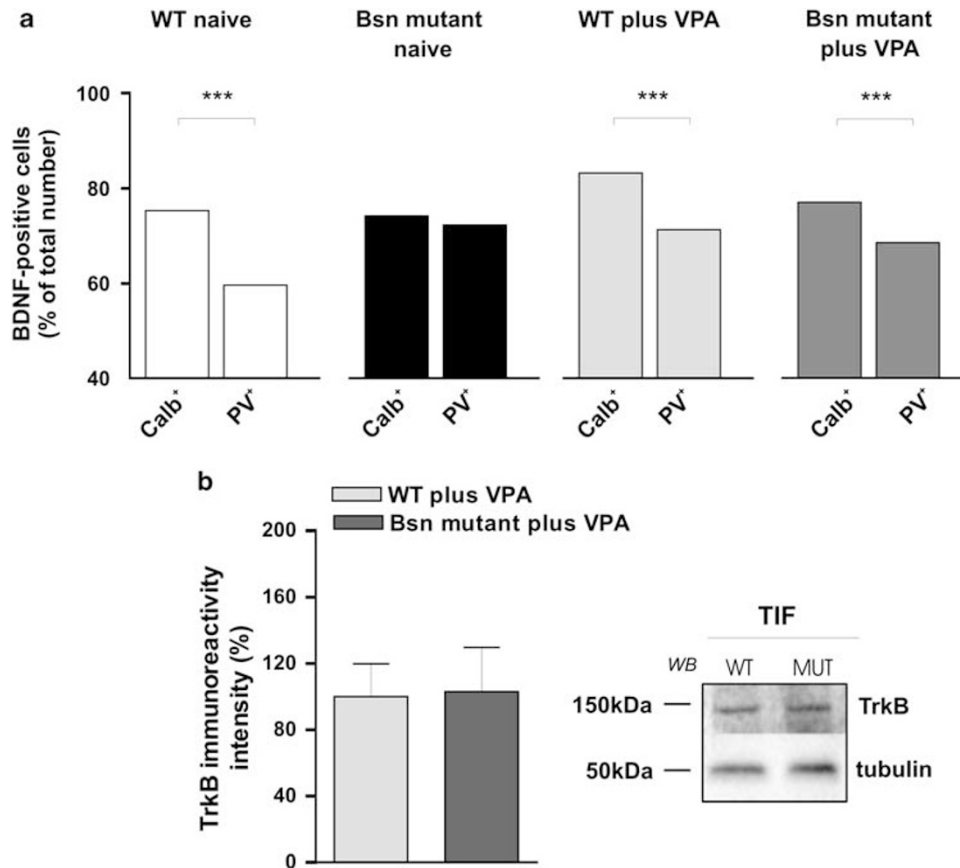 a
WT naive
Bsn mutant
naive
WT plus VPA
Bsn mutant
plus VPA
BDNF-positive cells
(% of total number)
100
80
60
40
***
***
***
Calb+
PV+
Calb+
PV+
Calb+
PV+
Calb+
PV+
b
WT plus VPA
Bsn mutant plus VPA
TrkB immunoreactivity
intensity (%)
200
160
120
80
40
0
TIF
WB
WT
MUT
150kDa
TrkB
50kDa
tubulin